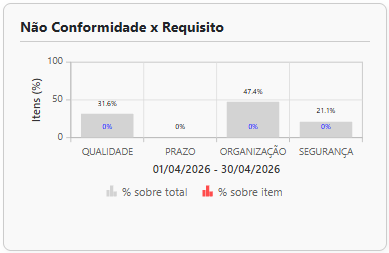 Não Conformidade x Requisito
Itens (%)
100
50
0
31.6%
0%
0%
47.4%
0%
21.1%
0%
QUALIDADE PRAZO ORGANIZAÇÃO SEGURANÇA
01/04/2026 - 30/04/2026
% sobre total % sobre item